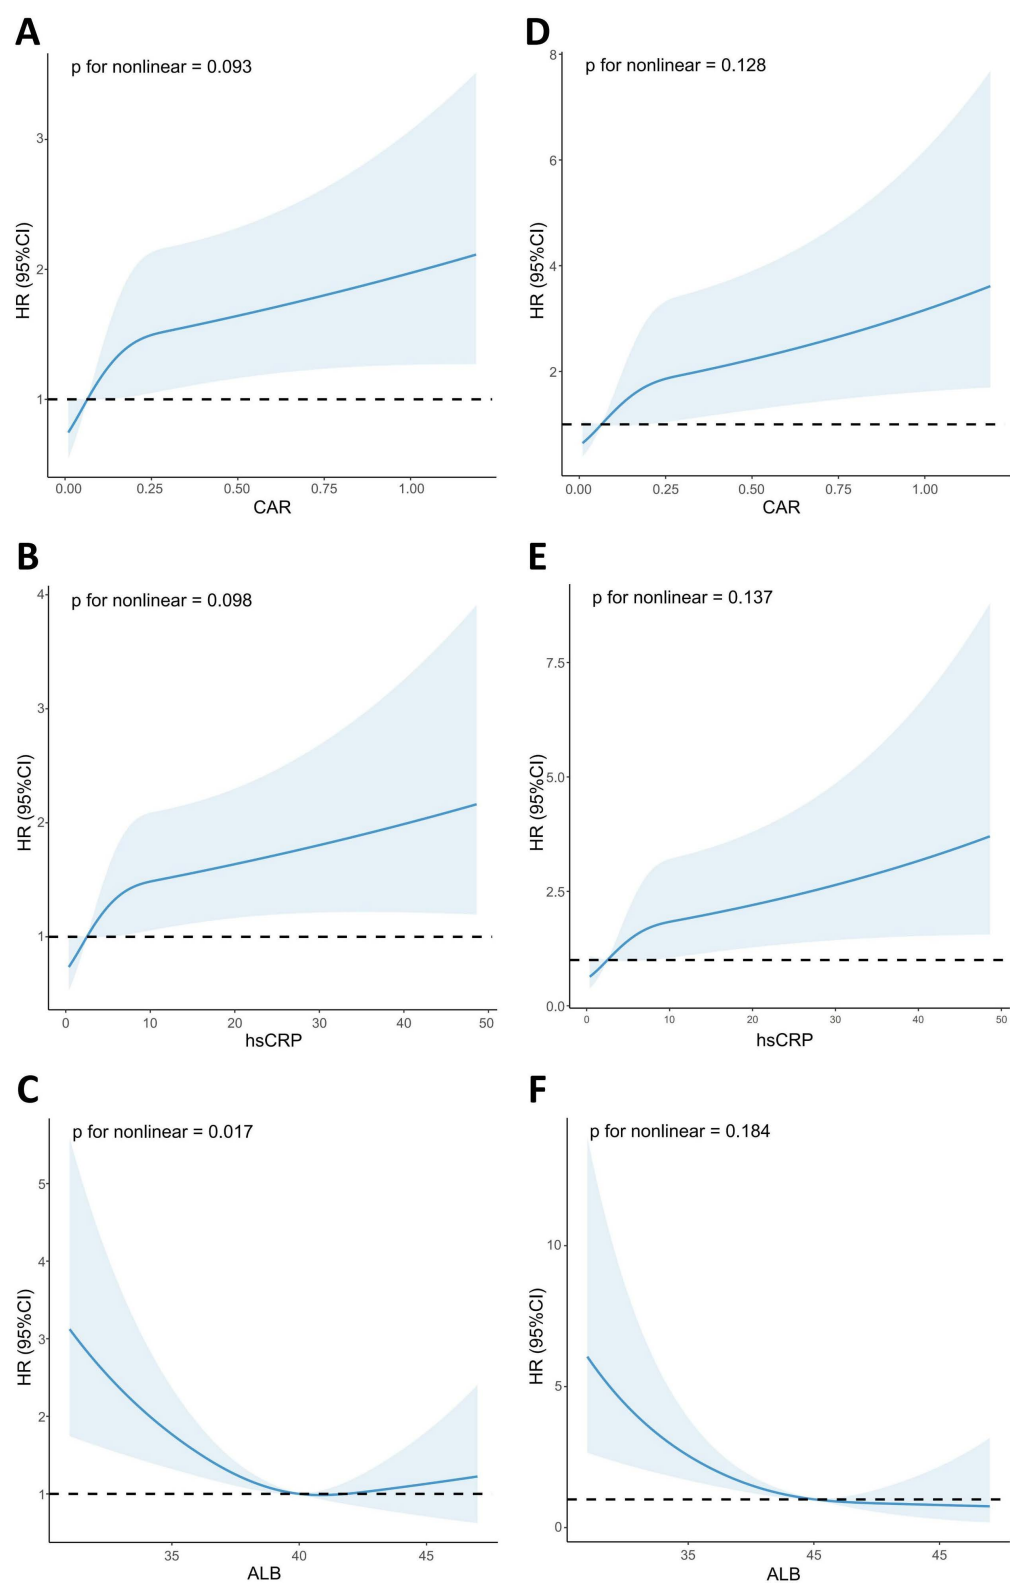 A
p for nonlinear = 0.093
HR (95%CI)
3
2
1
0.00 0.25 0.50 0.75 1.00
CAR
D
p for nonlinear = 0.128
HR (95%CI)
8
6
4
2
0.00 0.25 0.50 0.75 1.00
CAR
B
p for nonlinear = 0.098
HR (95%CI)
4
3
2
1
0 10 20 30 40 50
hsCRP
E
p for nonlinear = 0.137
HR (95%CI)
7.5
5.0
2.5
0.0
0 10 20 30 40 50
hsCRP
C
p for nonlinear = 0.017
HR (95%CI)
5
4
3
2
1
35 40 45
ALB
F
p for nonlinear = 0.184
HR (95%CI)
10
5
0
35 45 45
ALB